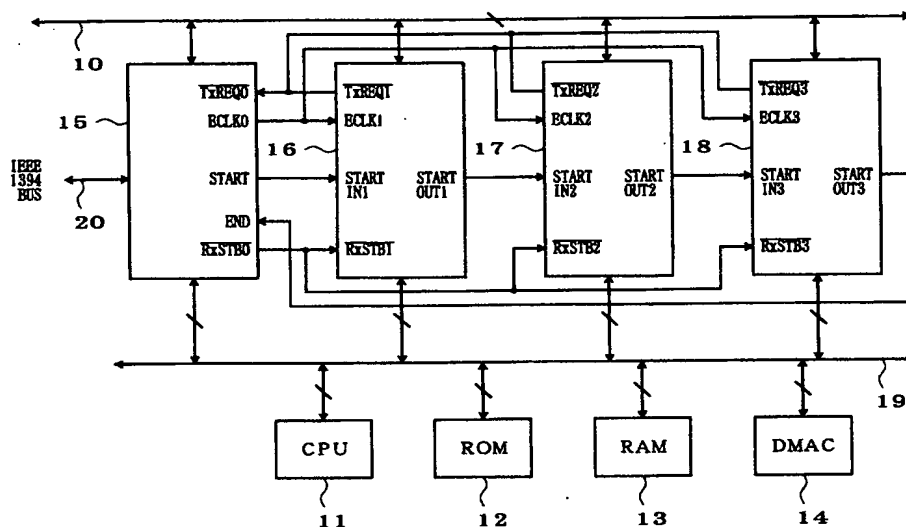 10
15
IEEE
1394
BUS
20
TxREQ0
BCLK0
START
END
RxSTB0
16
TxREQ1
BCLK1
START
IN1
START
OUT1
RxSTB1
17
TxREQ2
BCLK2
START
IN2
START
OUT2
RxSTB2
18
TxREQ3
BCLK3
START
IN3
START
OUT3
RxSTB3
19
CPU
11
ROM
12
RAM
13
DMAC
14